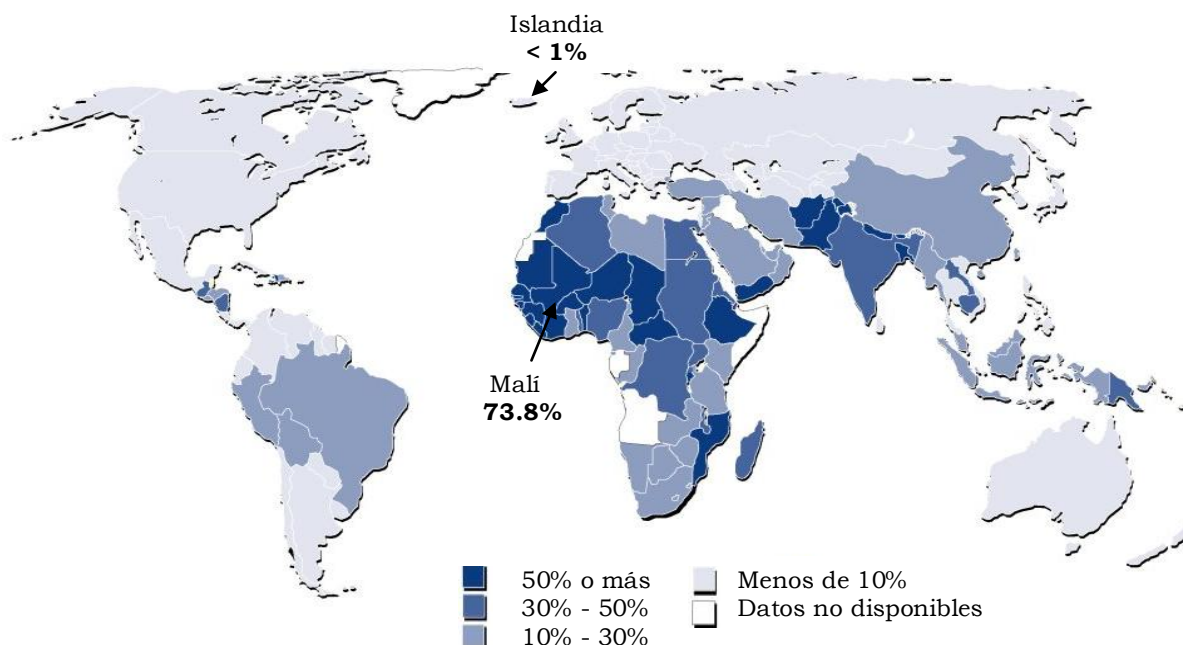 Islandia
< 1%
Malí
73.8%
50% o más
30% - 50%
10% - 30%
Menos de 10%
Datos no disponibles